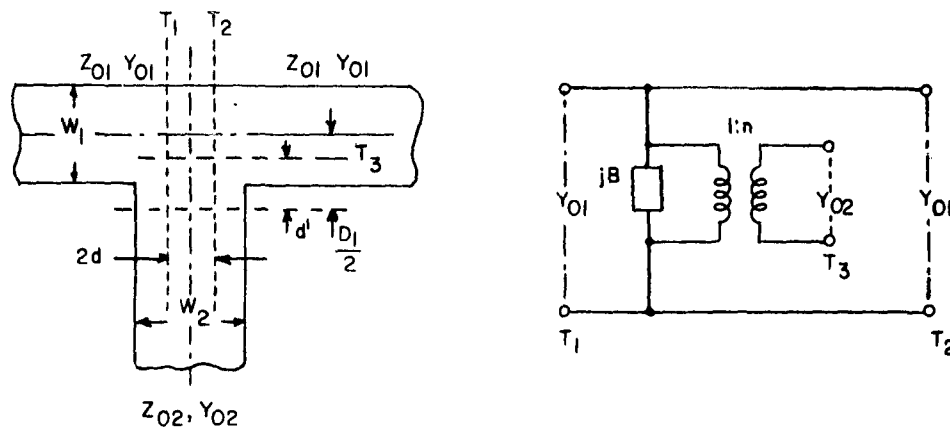 T1 T2
Z01 Y01 Z01 Y01
W1
T3
2d
d'
D1/2
W2
Z02, Y02
1:n
jB
Y01
Y02
Y01
T3
T1
T2